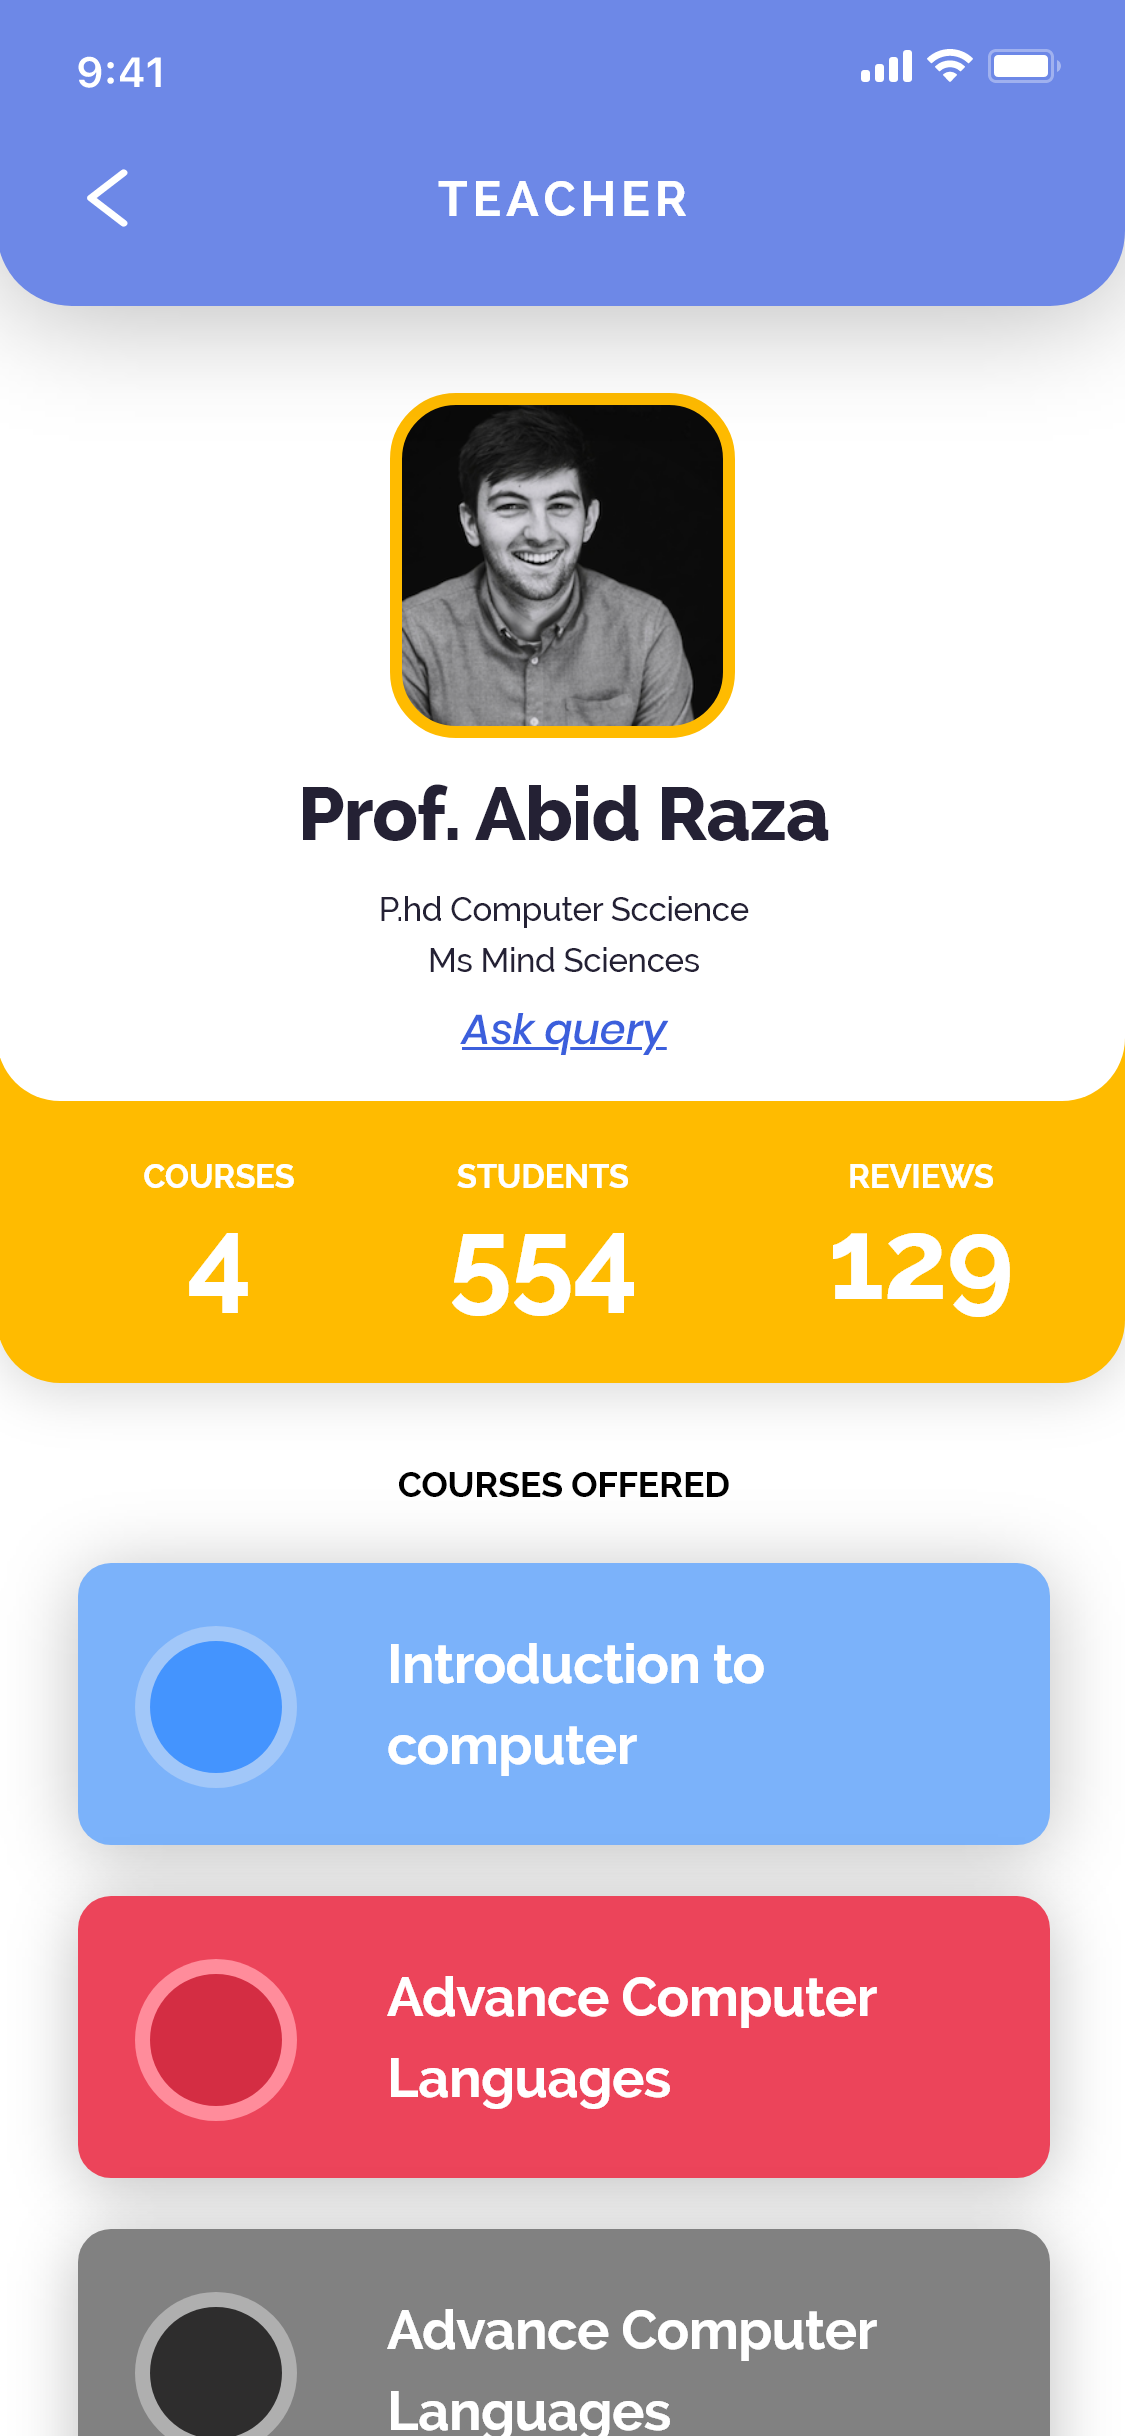 9:41
TEACHER
Prof. Abid Raza
P.hd Computer Sccience
Ms Mind Sciences
Ask query
COURSES STUDENTS REVIEWS
4 554 129
COURSES OFFERED
Introduction to
computer
Advance Computer
Languages
Advance Computer
Languages